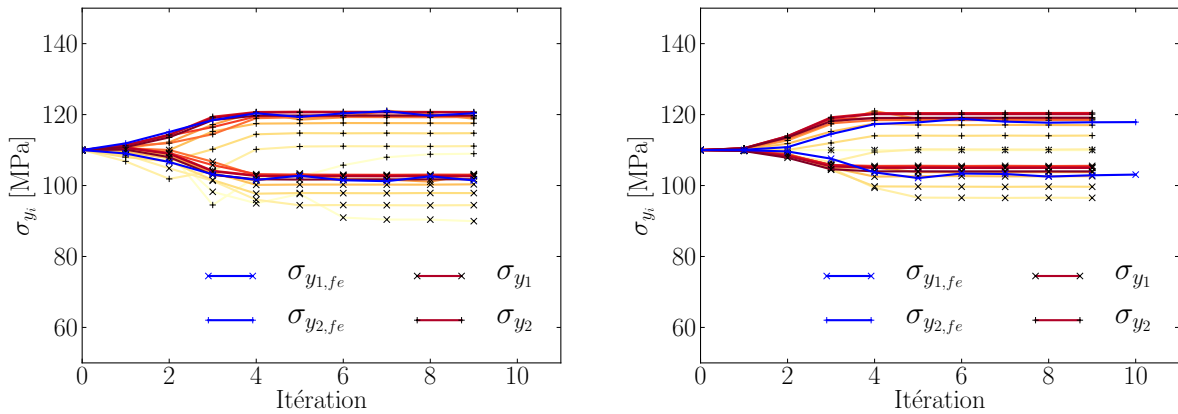 140
120
100
80
60
σ_{y_i} [MPa]
0 2 4 6 8 10
Itération
σ_{y_{1,fe}}
σ_{y_{2,fe}}
σ_{y_1}
σ_{y_2}
140
120
100
80
60
σ_{y_i} [MPa]
0 2 4 6 8 10
Itération
σ_{y_{1,fe}}
σ_{y_{2,fe}}
σ_{y_1}
σ_{y_2}